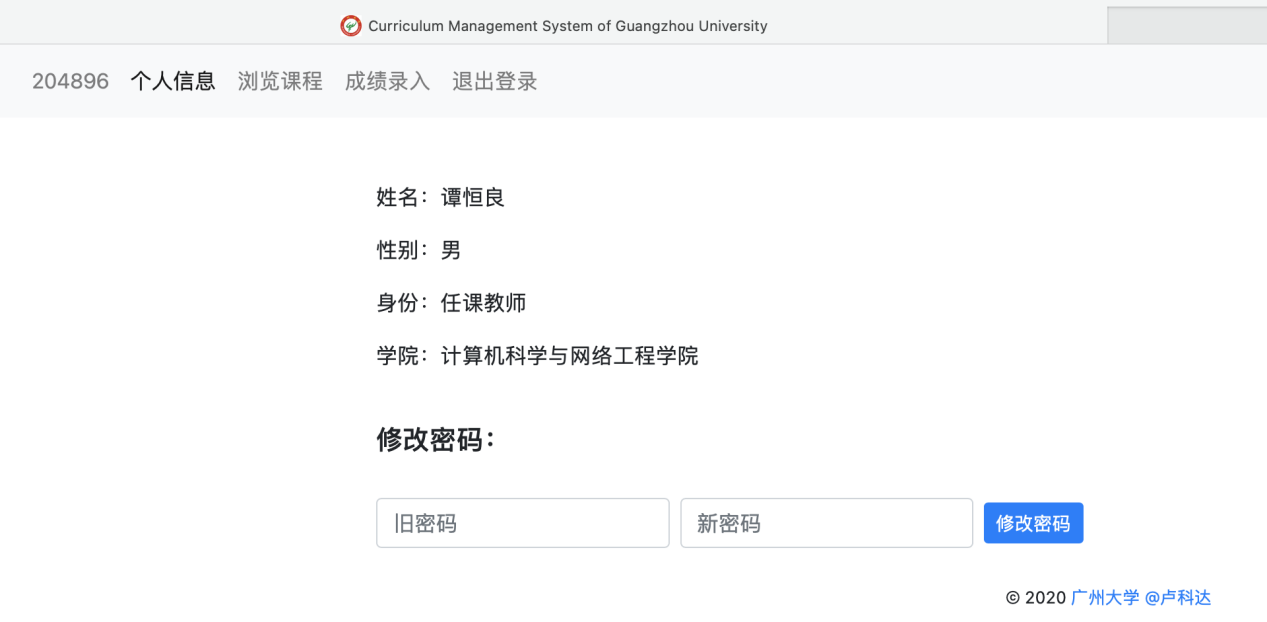 Curriculum Management System of Guangzhou University
204896 个人信息 浏览课程 成绩录入 退出登录
姓名：谭恒良
性别：男
身份：任课教师
学院：计算机科学与网络工程学院
修改密码：
旧密码 新密码 修改密码
© 2020 广州大学 @卢科达